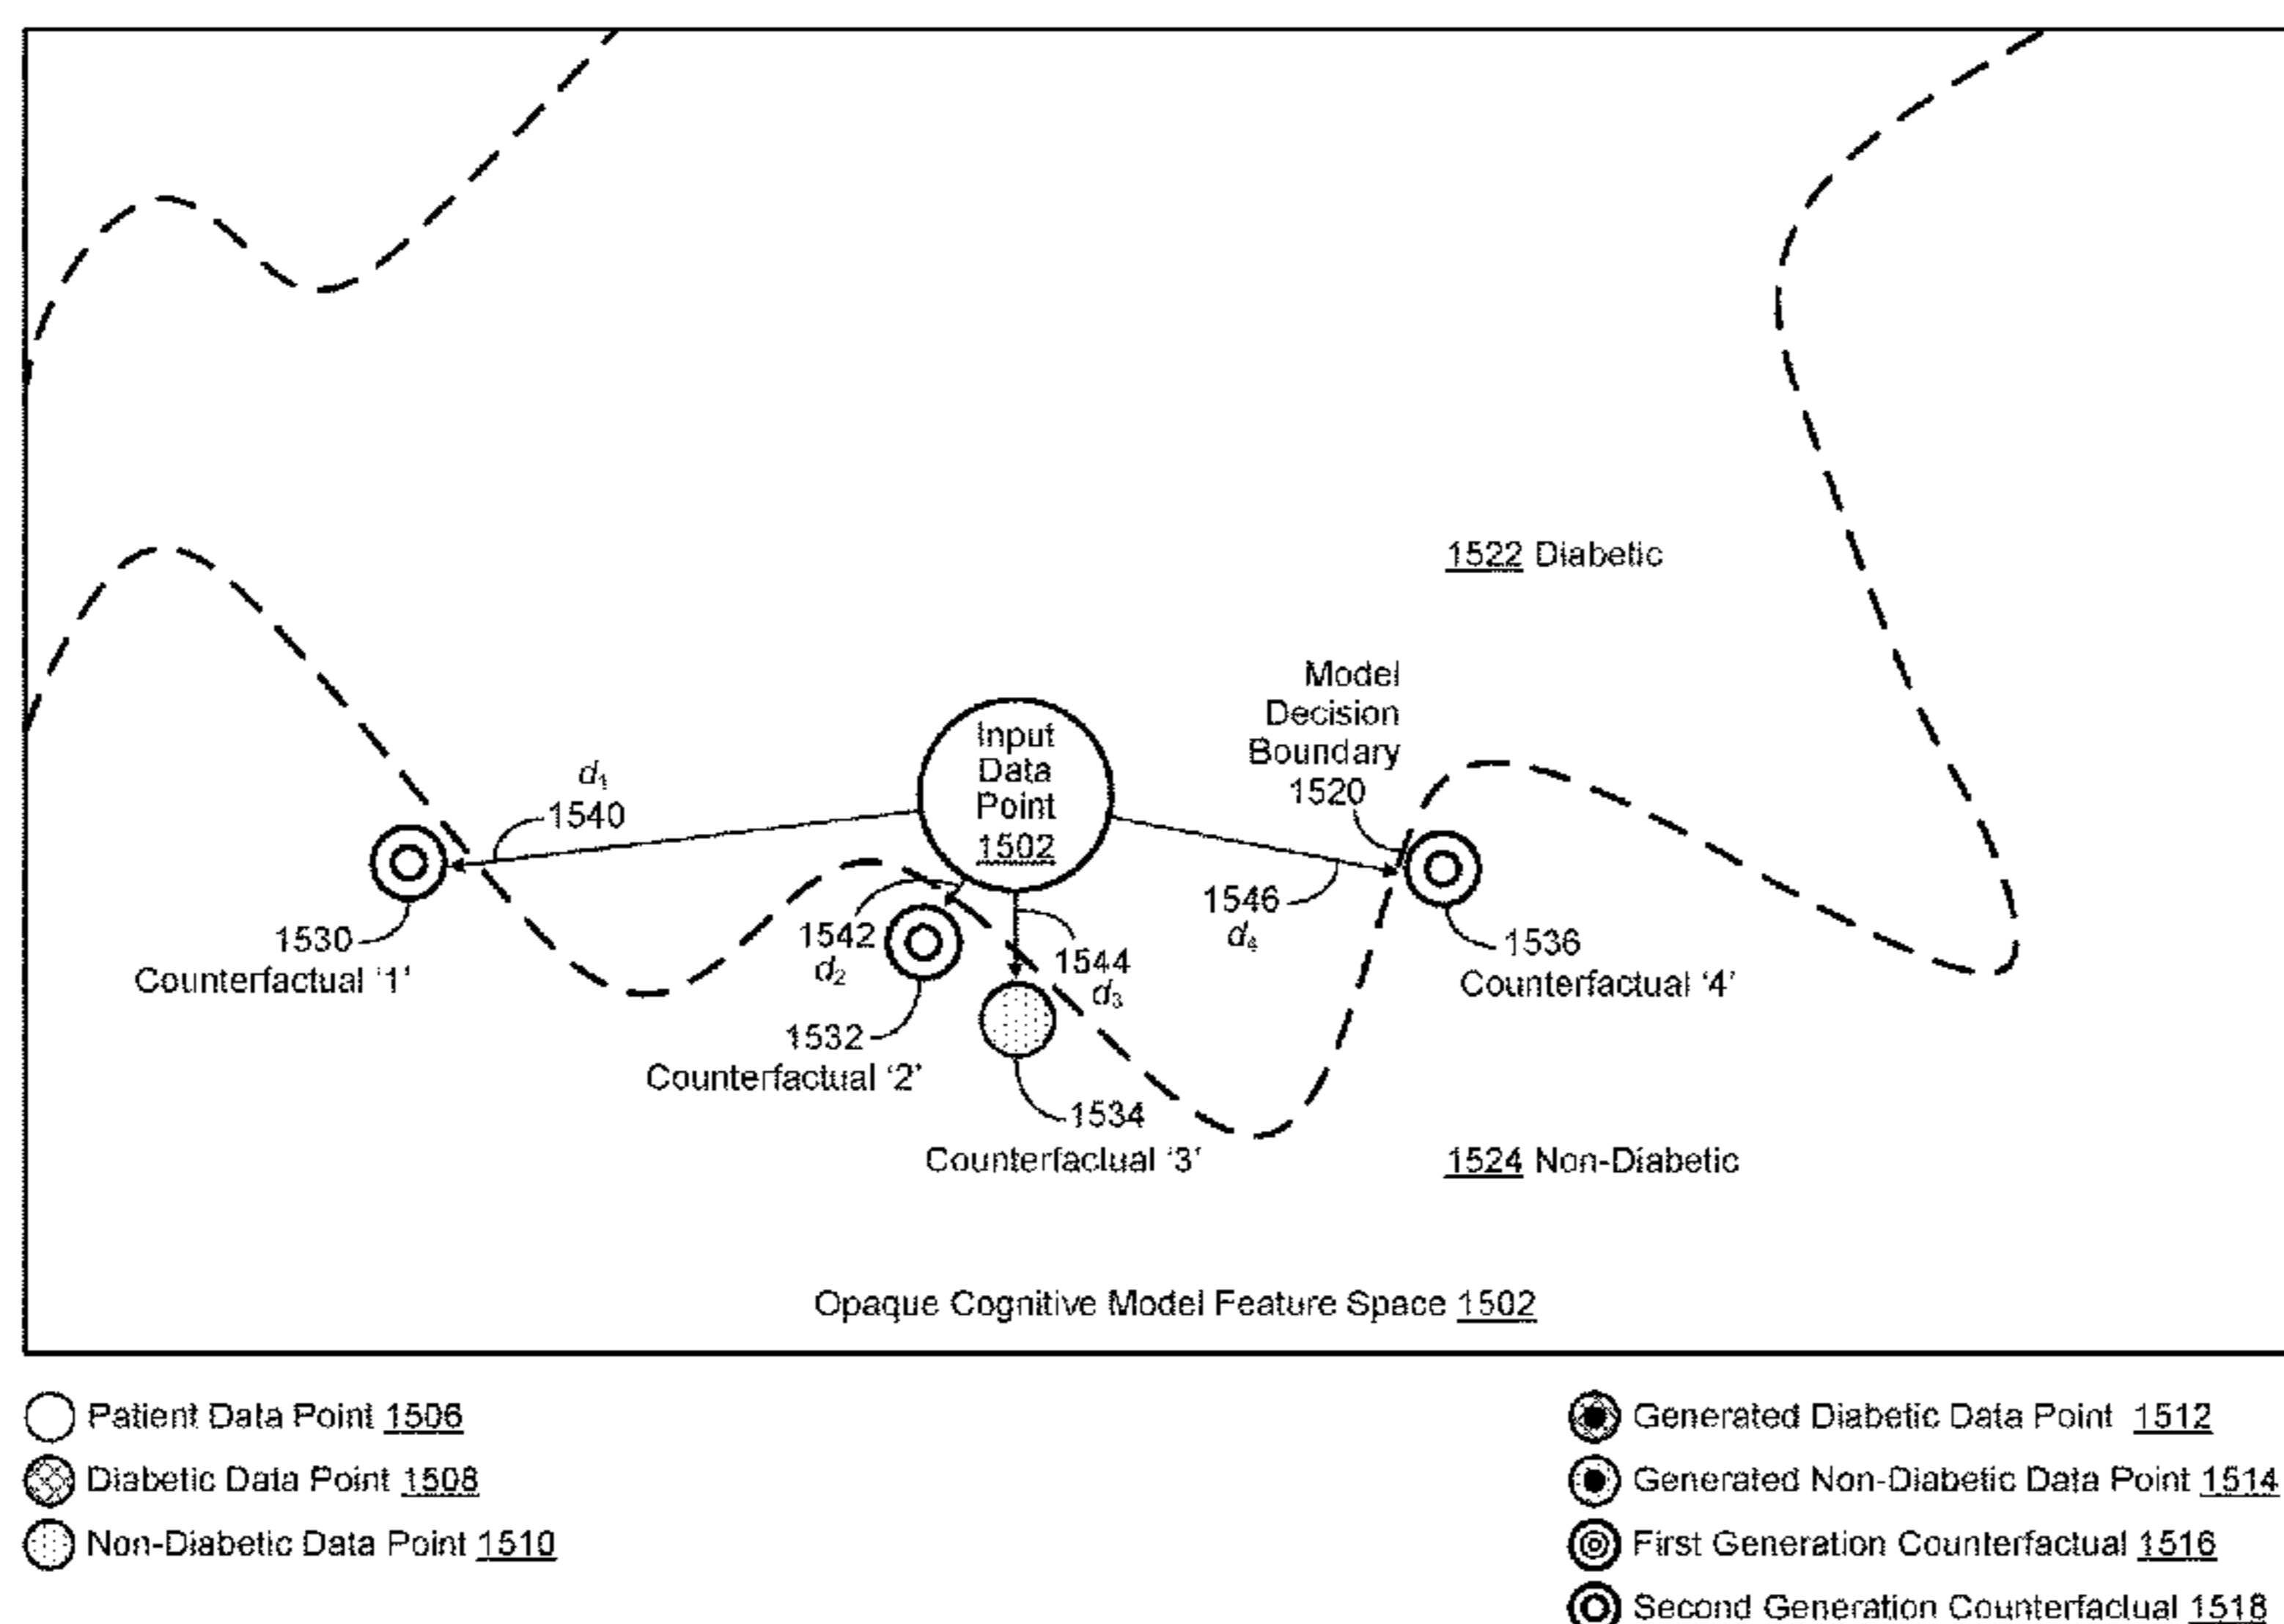 1522 Diabetic
Model
Decision
Boundary
1520
Input
Data
Point
1502
d1
1540
1530
Counterfactual ‘1’
1542
d2
1532
Counterfactual ‘2’
1544
d3
1534
Counterfactual ‘3’
1546
d4
1536
Counterfactual ‘4’
1524 Non-Diabetic
Opaque Cognitive Model Feature Space 1502
Patient Data Point 1506
Diabetic Data Point 1508
Non-Diabetic Data Point 1510
Generated Diabetic Data Point 1512
Generated Non-Diabetic Data Point 1514
First Generation Counterfactual 1516
Second Generation Counterfactual 1518